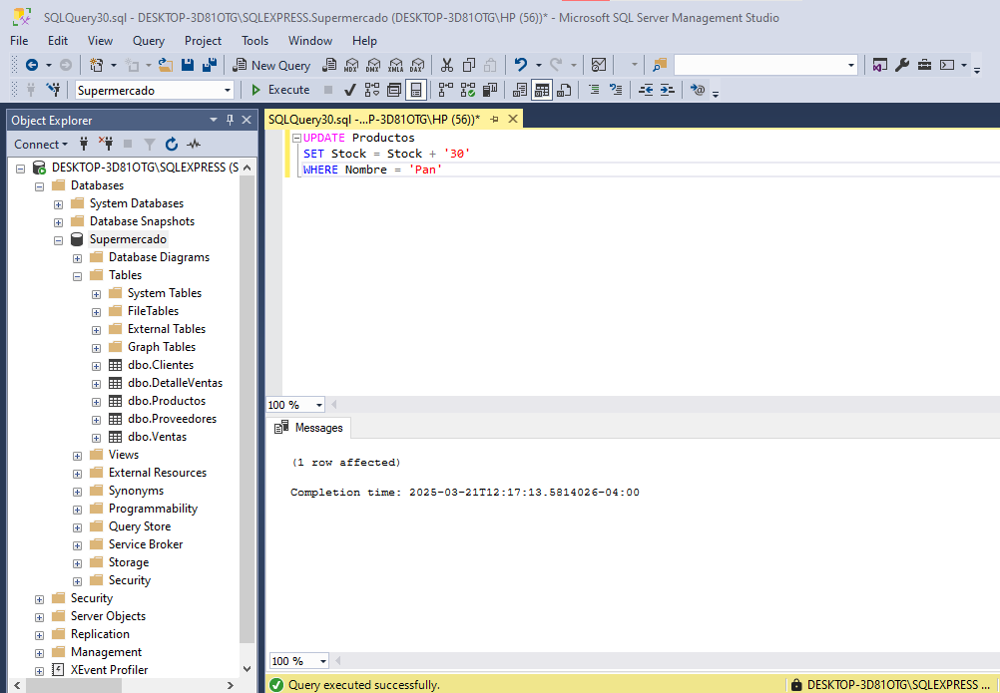 SQLQuery30.sql - DESKTOP-3D81OTG\SQLEXPRESS.Supermercado (DESKTOP-3D81OTG\HP (56))* - Microsoft SQL Server Management Studio
File Edit View Query Project Tools Window Help
New Query MDX DMX XMLA DAX
Supermercado Execute
Object Explorer
SQLQuery30.sql -...P-3D81OTG\HP (56))*
Connect
DESKTOP-3D81OTG\SQLEXPRESS (S
Databases
System Databases
Database Snapshots
Supermercado
Database Diagrams
Tables
System Tables
FileTables
External Tables
Graph Tables
dbo.Clientes
dbo.DetalleVentas
dbo.Productos
dbo.Proveedores
dbo.Ventas
Views
External Resources
Synonyms
Programmability
Query Store
Service Broker
Storage
Security
Security
Server Objects
Replication
Management
XEvent Profiler
UPDATE Productos
SET Stock = Stock + '30'
WHERE Nombre = 'Pan'
100 %
Messages
(1 row affected)
Completion time: 2025-03-21T12:17:13.5814026-04:00
100 %
Query executed successfully. DESKTOP-3D81OTG\SQLEXPRESS ...